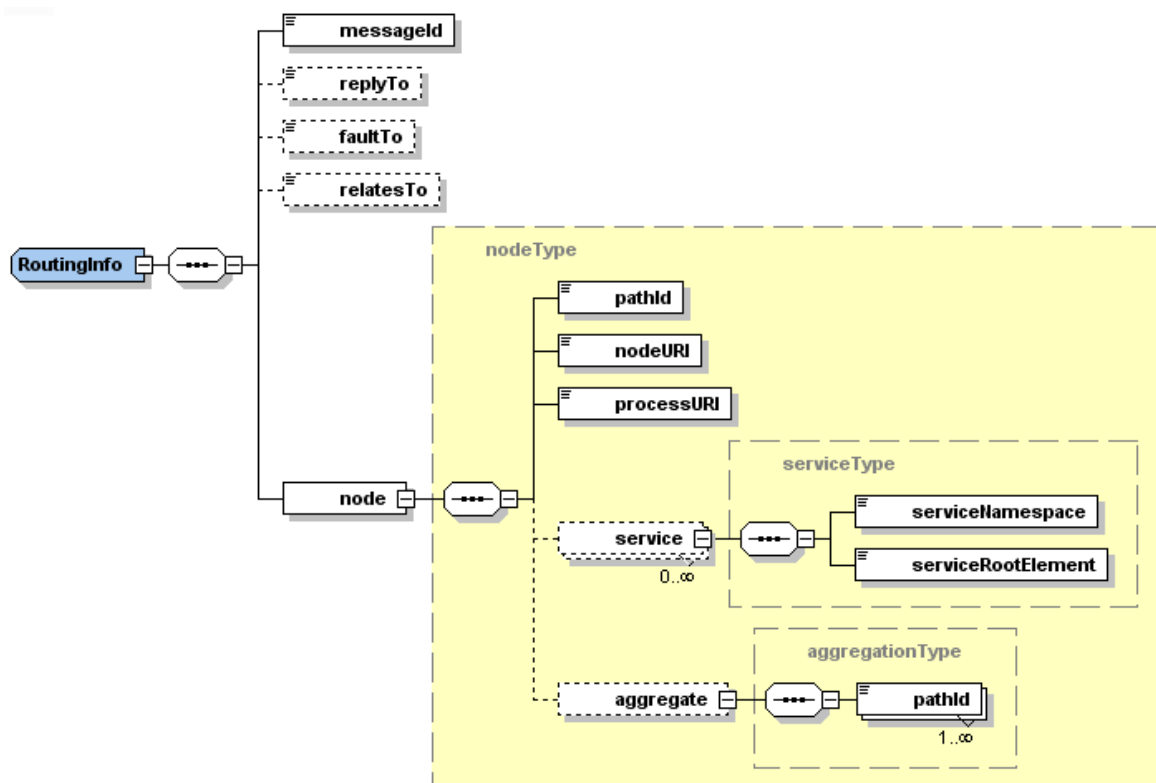 messageId
replyTo
faultTo
relatesTo
RoutingInfo
nodeType
pathId
nodeURI
processURI
serviceType
node
service
0..∞
serviceNamespace
serviceRootElement
aggregationType
aggregate
pathId
1..∞